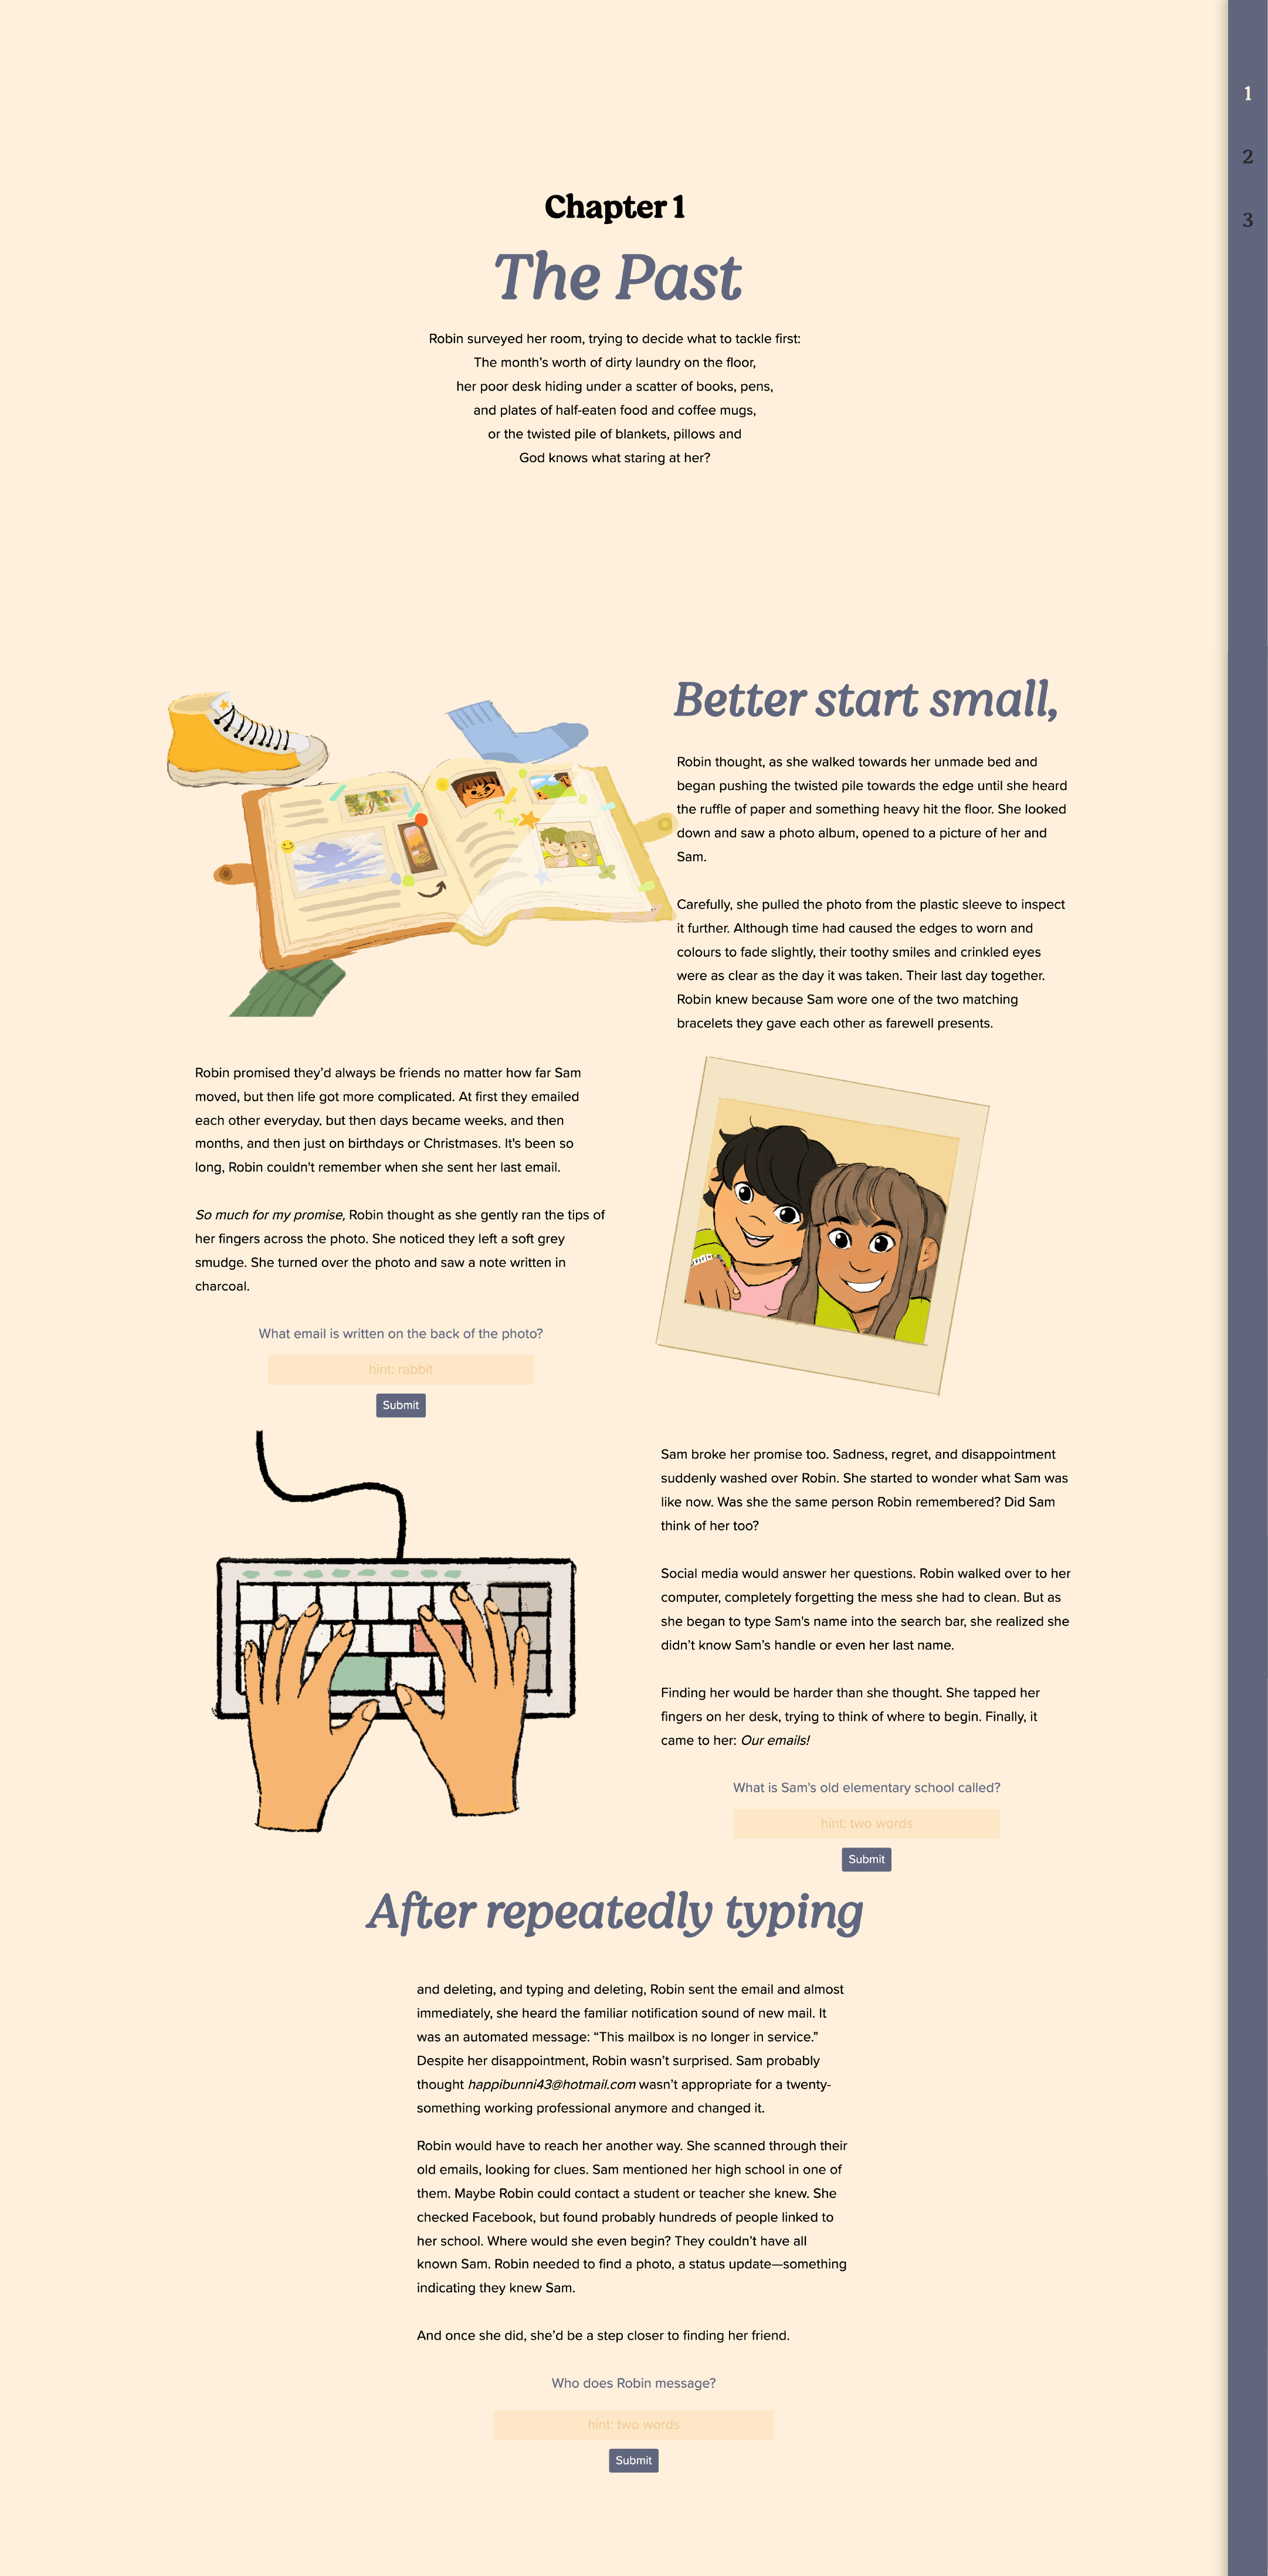 1
2
3
Chapter 1
The Past
Robin surveyed her room, trying to decide what to tackle first:
The month’s worth of dirty laundry on the floor,
her poor desk hiding under a scatter of books, pens,
and plates of half-eaten food and coffee mugs,
or the twisted pile of blankets, pillows and
God knows what staring at her?
Better start small,
Robin thought, as she walked towards her unmade bed and
began pushing the twisted pile towards the edge until she heard
the ruffle of paper and something heavy hit the floor. She looked
down and saw a photo album, opened to a picture of her and
Sam.
Carefully, she pulled the photo from the plastic sleeve to inspect
it further. Although time had caused the edges to worn and
colours to fade slightly, their toothy smiles and crinkled eyes
were as clear as the day it was taken. Their last day together.
Robin knew because Sam wore one of the two matching
bracelets they gave each other as farewell presents.
Robin promised they’d always be friends no matter how far Sam
moved, but then life got more complicated. At first they emailed
each other everyday, but then days became weeks, and then
months, and then just on birthdays or Christmases. It's been so
long, Robin couldn't remember when she sent her last email.
So much for my promise, Robin thought as she gently ran the tips of
her fingers across the photo. She noticed they left a soft grey
smudge. She turned over the photo and saw a note written in
charcoal.
What email is written on the back of the photo?
hint: rabbit
Submit
Sam broke her promise too. Sadness, regret, and disappointment
suddenly washed over Robin. She started to wonder what Sam was
like now. Was she the same person Robin remembered? Did Sam
think of her too?
Social media would answer her questions. Robin walked over to her
computer, completely forgetting the mess she had to clean. But as
she began to type Sam's name into the search bar, she realized she
didn’t know Sam’s handle or even her last name.
Finding her would be harder than she thought. She tapped her
fingers on her desk, trying to think of where to begin. Finally, it
came to her: Our emails!
What is Sam's old elementary school called?
hint: two words
Submit
After repeatedly typing
and deleting, and typing and deleting, Robin sent the email and almost
immediately, she heard the familiar notification sound of new mail. It
was an automated message: “This mailbox is no longer in service.”
Despite her disappointment, Robin wasn’t surprised. Sam probably
thought happibunni43@hotmail.com wasn’t appropriate for a twenty-
something working professional anymore and changed it.
Robin would have to reach her another way. She scanned through their
old emails, looking for clues. Sam mentioned her high school in one of
them. Maybe Robin could contact a student or teacher she knew. She
checked Facebook, but found probably hundreds of people linked to
her school. Where would she even begin? They couldn’t have all
known Sam. Robin needed to find a photo, a status update—something
indicating they knew Sam.
And once she did, she’d be a step closer to finding her friend.
Who does Robin message?
hint: two words
Submit